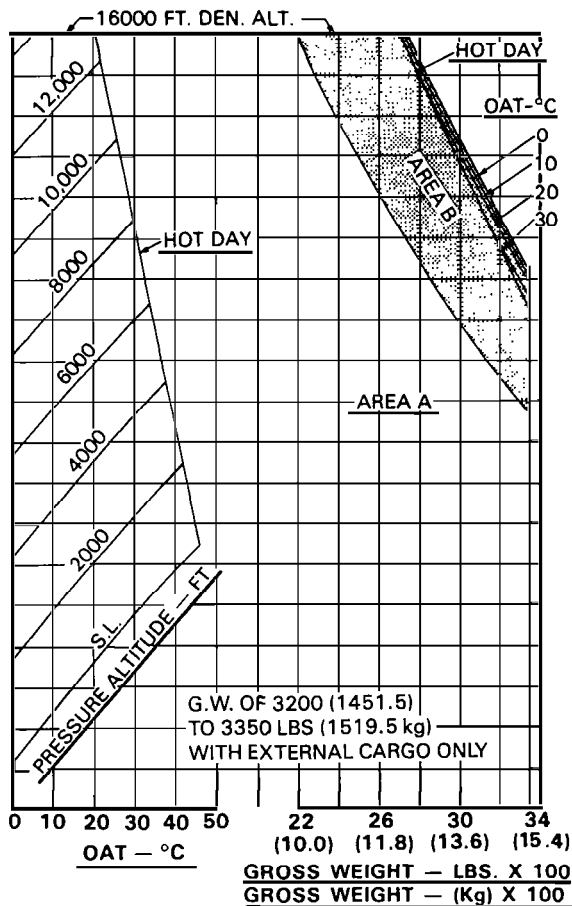 16000 FT. DEN. ALT.
HOT DAY
OAT-°C
0
10
20
30
AREA B
12,000
10,000
8000
6000
4000
2000
S.L.
HOT DAY
AREA A
PRESSURE ALTITUDE — FT
G.W. OF 3200 (1451.5)
TO 3350 LBS (1519.5 kg)
WITH EXTERNAL CARGO ONLY
0 10 20 30 40 50 22 26 30 34
(10.0) (11.8) (13.6) (15.4)
OAT — °C
GROSS WEIGHT — LBS. X 100
GROSS WEIGHT — (Kg) X 100